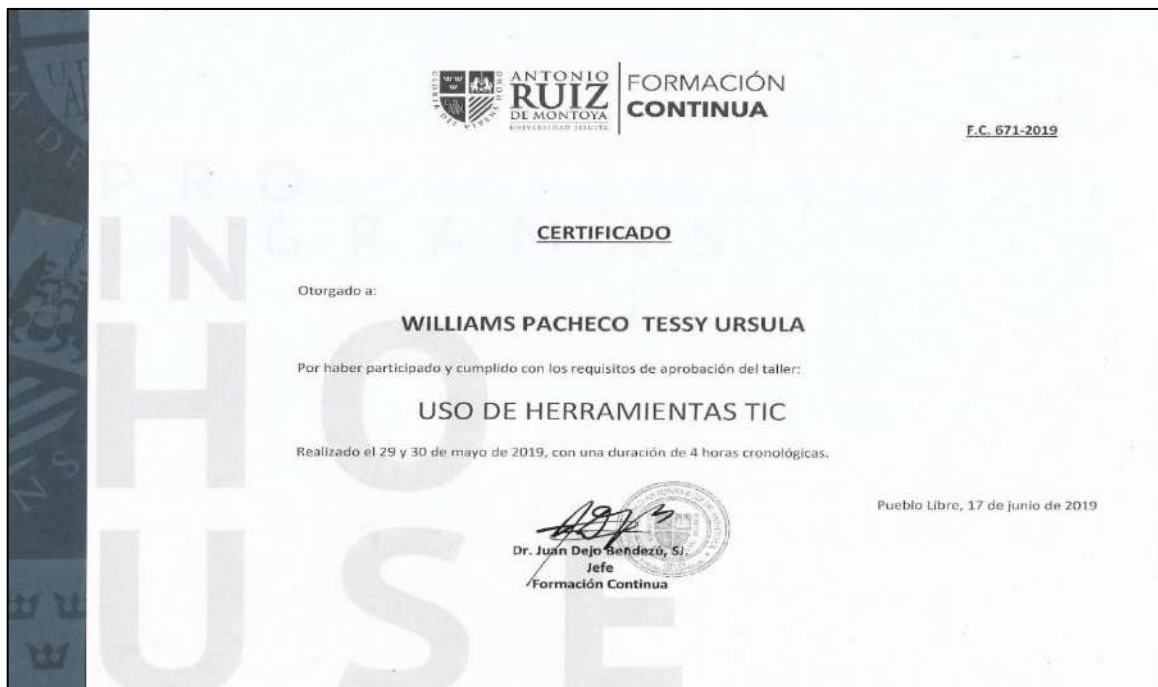 ANTONIO
RUIZ
DE MONTOYA
UNIVERSIDAD JESUITA
FORMACIÓN
CONTINUA
F.C. 671-2019
PRO
GRAMAS
IN
HO
USE
CERTIFICADO
Otorgado a:
WILLIAMS PACHECO TESSY URSULA
Por haber participado y cumplido con los requisitos de aprobación del taller:
USO DE HERRAMIENTAS TIC
Realizado el 29 y 30 de mayo de 2019, con una duración de 4 horas cronológicas.
Pueblo Libre, 17 de junio de 2019
Dr. Juan Dejo Bendezú, SJ.
Jefe
Formación Continua